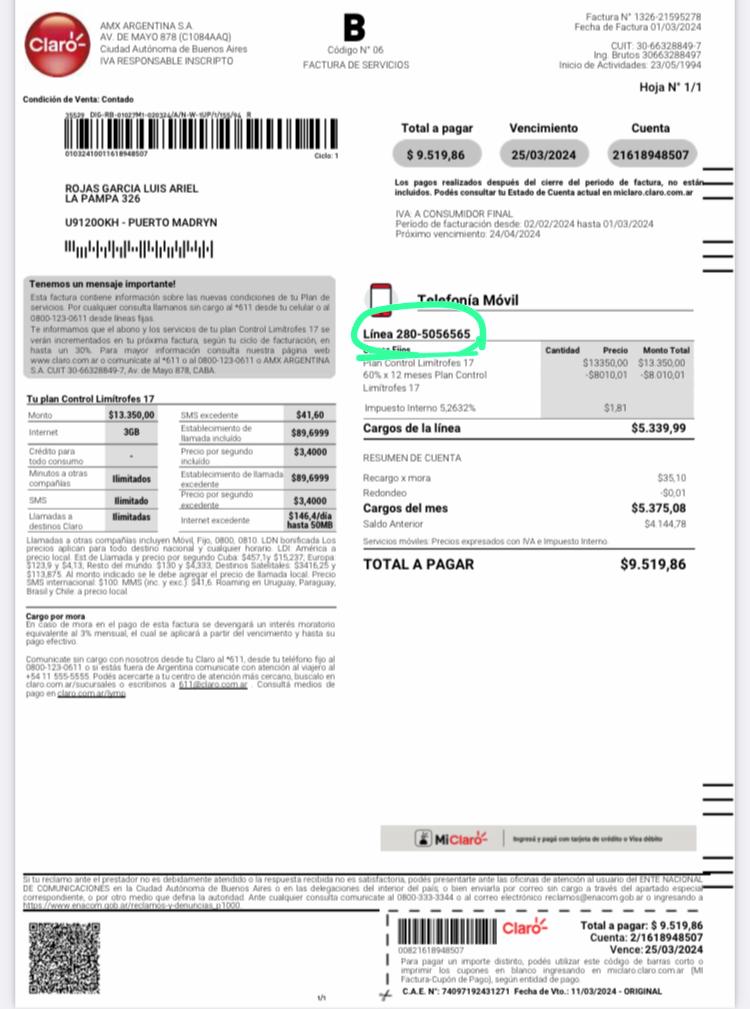 Claro
AMX ARGENTINA S.A.
AV. DE MAYO 878 (C1084AAQ)
Ciudad Autónoma de Buenos Aires
IVA RESPONSABLE INSCRIPTO
B
Código N° 06
FACTURA DE SERVICIOS
Factura N° 1326-21595278
Fecha de Factura 01/03/2024
CUIT: 30-66328849-7
Ing. Brutos 30663288497
Inicio de Actividades: 23/05/1994
Hoja N° 1/1
Condición de Venta: Contado
35529 DIG-RB-01027M1-020324/A/N-W-1UP/1/155/94 R
01032410011618948507
Ciclo: 1
Total a pagar
Vencimiento
Cuenta
$ 9.519,86
25/03/2024
21618948507
ROJAS GARCIA LUIS ARIEL
LA PAMPA 326
U9120OKH - PUERTO MADRYN
Los pagos realizados después del cierre del periodo de factura, no están
incluidos. Podés consultar tu Estado de Cuenta actual en miclaro.claro.com.ar
IVA: A CONSUMIDOR FINAL
Período de facturación desde: 02/02/2024 hasta 01/03/2024
Próximo vencimiento: 24/04/2024
Tenemos un mensaje importante!
Esta factura contiene información sobre las nuevas condiciones de tu Plan de
servicios. Por cualquier consulta llamanos sin cargo al *611 desde tu celular o al
0800-123-0611 desde líneas fijas.
Te informamos que el abono y los servicios de tu plan Control Limítrofes 17 se
verán incrementados en tu próxima factura, según tu ciclo de facturación, en
hasta un 30%. Para mayor información consulta nuestra página web
www.claro.com.ar o comunicate al *611 o al 0800-123-0611 o AMX ARGENTINA
S.A. CUIT 30-66328849-7, Av. de Mayo 878, CABA.
Tu plan Control Limítrofes 17
Monto $13.350,00 SMS excedente $41,60
Internet 3GB Establecimiento de llamada incluído $89,6999
Crédito para todo consumo - Precio por segundo incluído $3,4000
Minutos a otras compañías Ilimitados Establecimiento de llamada excedente $89,6999
SMS Ilimitado Precio por segundo excedente $3,4000
Llamadas a destinos Claro Ilimitadas Internet excedente $146,4/día hasta 50MB
Llamadas a otras compañías incluyen Móvil, Fijo, 0800, 0810. LDN bonificada Los
precios aplican para todo destino nacional y cualquier horario. LDI: América a
precio local. Est de Llamada y precio por segundo Cuba: $457,1y $15,237; Europa
$123,9 y $4,13; Resto del mundo: $130 y $4,333; Destinos Satelitales: $3416,25 y
$113,875. Al monto indicado se le debe agregar el precio de llamada local. Precio
SMS internacional: $100. MMS (inc. y exc.): $41,6. Roaming en Uruguay, Paraguay,
Brasil y Chile: a precio local
Cargo por mora
En caso de mora en el pago de esta factura se devengará un interés moratorio
equivalente al 3% mensual, el cual se aplicará a partir del vencimiento y hasta su
pago efectivo.
Comunicate sin cargo con nosotros desde tu Claro al *611, desde tu teléfono fijo al
0800-123-0611 o si estás fuera de Argentina comunicate con atención al viajero al
+54 11 555-5555. Podés acercarte a tu centro de atención más cercano, buscalo en
claro.com.ar/sucursales o escribinos a 611@claro.com.ar . Consultá medios de
pago en claro.com.ar/lymp
Telefonía Móvil
Línea 280-5056565
Cantidad Precio Monto Total
Plan Control Limítrofes 17 $13350,00 $13.350,00
60% x 12 meses Plan Control -$8010,01 -$8.010,01
Limítrofes 17
Impuesto Interno 5,2632% $1,81
Cargos de la línea $5.339,99
RESUMEN DE CUENTA
Recargo x mora $35,10
Redondeo -$0,01
Cargos del mes $5.375,08
Saldo Anterior $4.144,78
Servicios móviles: Precios expresados con IVA e Impuesto Interno.
TOTAL A PAGAR $9.519,86
MiClaro
Ingresá y pagá con tarjeta de crédito o Visa débito
Si tu reclamo ante el prestador no es debidamente atendido o la respuesta recibida no es satisfactoria, podés presentarte ante las oficinas de atención al usuario del ENTE NACIONAL
DE COMUNICACIONES en la Ciudad Autónoma de Buenos Aires o en las delegaciones del interior del país, o bien enviarla por correo sin cargo a través del apartado especial
correspondiente, o por otro medio que defina la autoridad. Ante cualquier consulta comunicate al 0800-333-3344 o al correo electrónico reclamos@enacom.gob.ar o ingresando a
https://www.enacom.gob.ar/reclamos-y-denuncias_p1000.
1/1
00821618948507
Claro
Total a pagar: $ 9.519,86
Cuenta: 2/1618948507
Vence: 25/03/2024
Para pagar un importe distinto, podés utilizar este código de barras corto o
imprimir los cupones en blanco ingresando en miclaro.claro.com.ar (Mi
Factura-Cupón de Pago), según entidad de pago.
C.A.E. N°: 74097192431271 Fecha de Vto.: 11/03/2024 - ORIGINAL